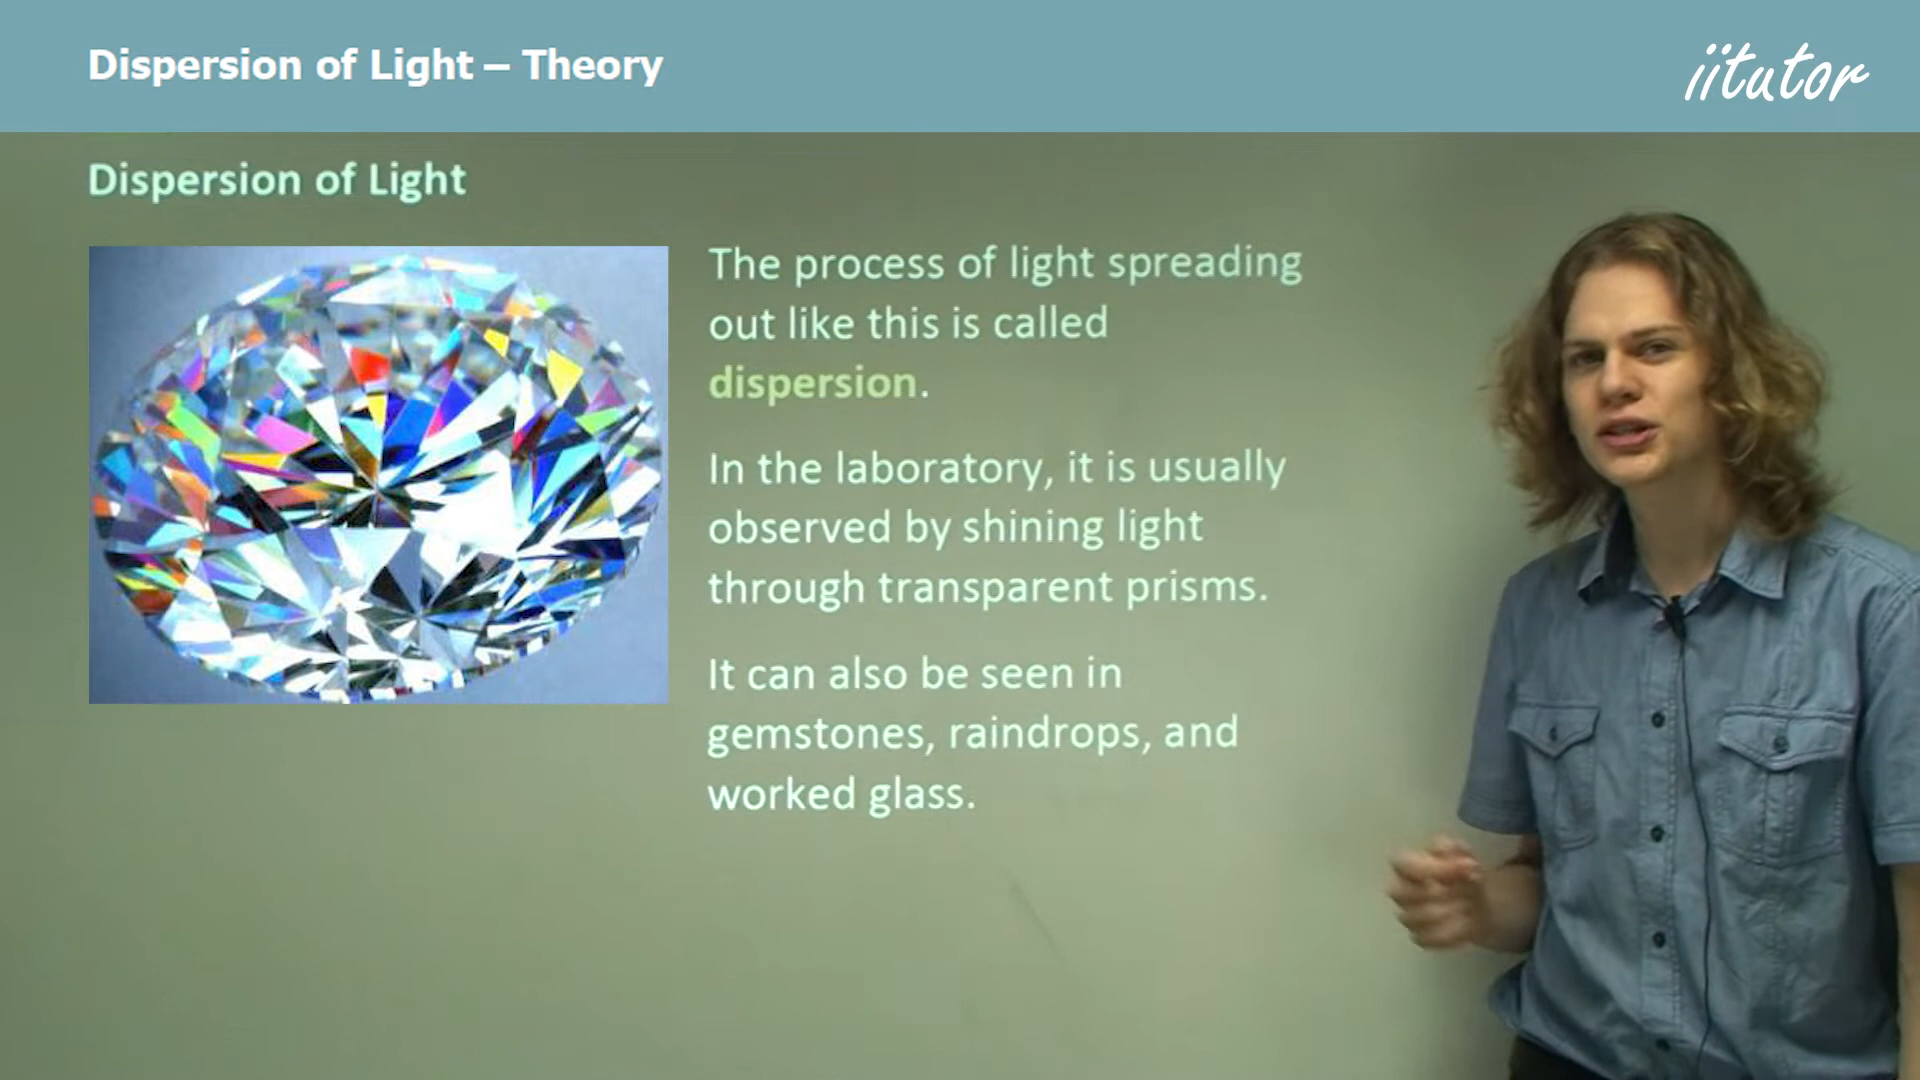 Dispersion of Light – Theory
iitutor
Dispersion of Light
The process of light spreading
out like this is called
dispersion.
In the laboratory, it is usually
observed by shining light
through transparent prisms.
It can also be seen in
gemstones, raindrops, and
worked glass.